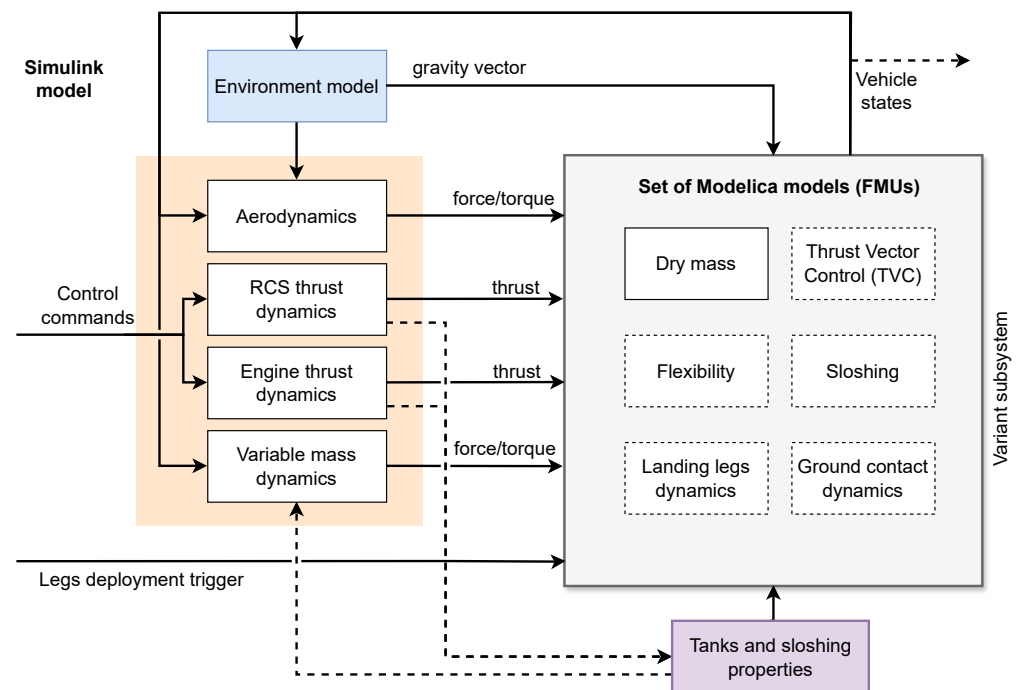 Simulink
model
Environment model
gravity vector
Vehicle
states
Set of Modelica models (FMUs)
Aerodynamics
force/torque
Dry mass
Thrust Vector
Control (TVC)
Control
commands
RCS thrust
dynamics
thrust
Engine thrust
dynamics
thrust
Flexibility
Sloshing
Variant subsystem
Variable mass
dynamics
force/torque
Landing legs
dynamics
Ground contact
dynamics
Legs deployment trigger
Tanks and sloshing
properties